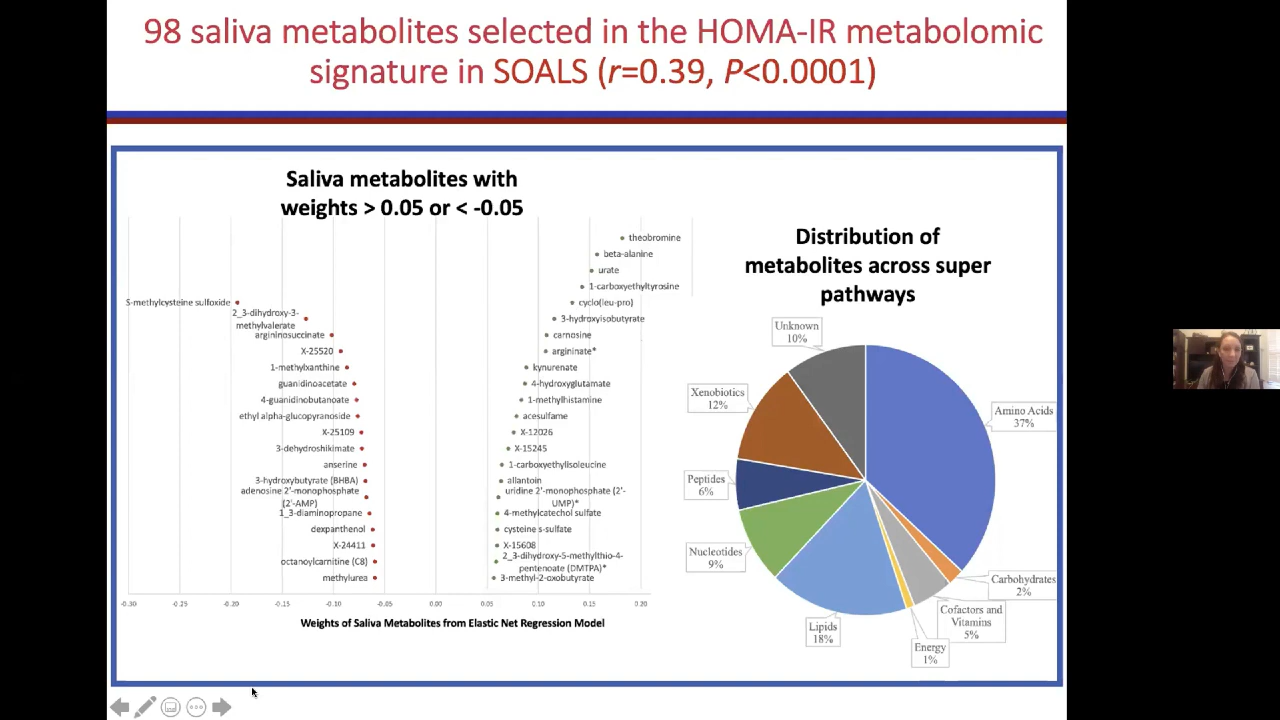 98 saliva metabolites selected in the HOMA-IR metabolomic
signature in SOALS (r=0.39, P<0.0001)
Saliva metabolites with
weights > 0.05 or < -0.05
theobromine
beta-alanine
urate
1-carboxyethyltyrosine
S-methylcysteine sulfoxide
cyclo(leu-pro)
2_3-dihydroxy-3-
methylvalerate
3-hydroxyisobutyrate
argininosuccinate
carnosine
X-25520
argininate*
1-methylxanthine
kynurenate
guanidinoacetate
4-hydroxyglutamate
4-guanidinobutanoate
1-methylhistamine
ethyl alpha-glucopyranoside
acesulfame
X-25109
X-12026
3-dehydroshikimate
X-15245
anserine
1-carboxyethylisoleucine
3-hydroxybutyrate (BHBA)
allantoin
adenosine 2'-monophosphate
(2'-AMP)
uridine 2'-monophosphate (2'-
UMP)*
1_3-diaminopropane
4-methylcatechol sulfate
dexpanthenol
cysteine s-sulfate
X-24411
X-15608
octanoylcarnitine (C8)
2_3-dihydroxy-5-methylthio-4-
pentenoate (DMTPA)*
methylurea
3-methyl-2-oxobutyrate
-0.30 -0.25 -0.20 -0.15 -0.10 -0.05 0.00 0.05 0.10 0.15 0.20
Weights of Saliva Metabolites from Elastic Net Regression Model
Distribution of
metabolites across super
pathways
Unknown
10%
Xenobiotics
12%
Amino Acids
37%
Peptides
6%
Nucleotides
9%
Carbohydrates
2%
Cofactors and
Vitamins
5%
Lipids
18%
Energy
1%